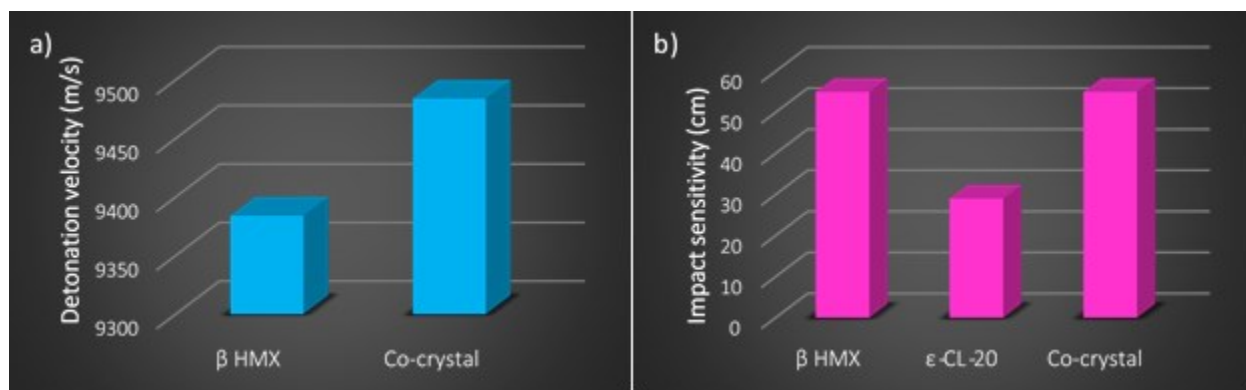 a)
Detonation velocity (m/s)
9500
9450
9400
9350
9300
β HMX
Co-crystal
b)
Impact sensitivity (cm)
60
50
40
30
20
10
0
β HMX
ε-CL-20
Co-crystal